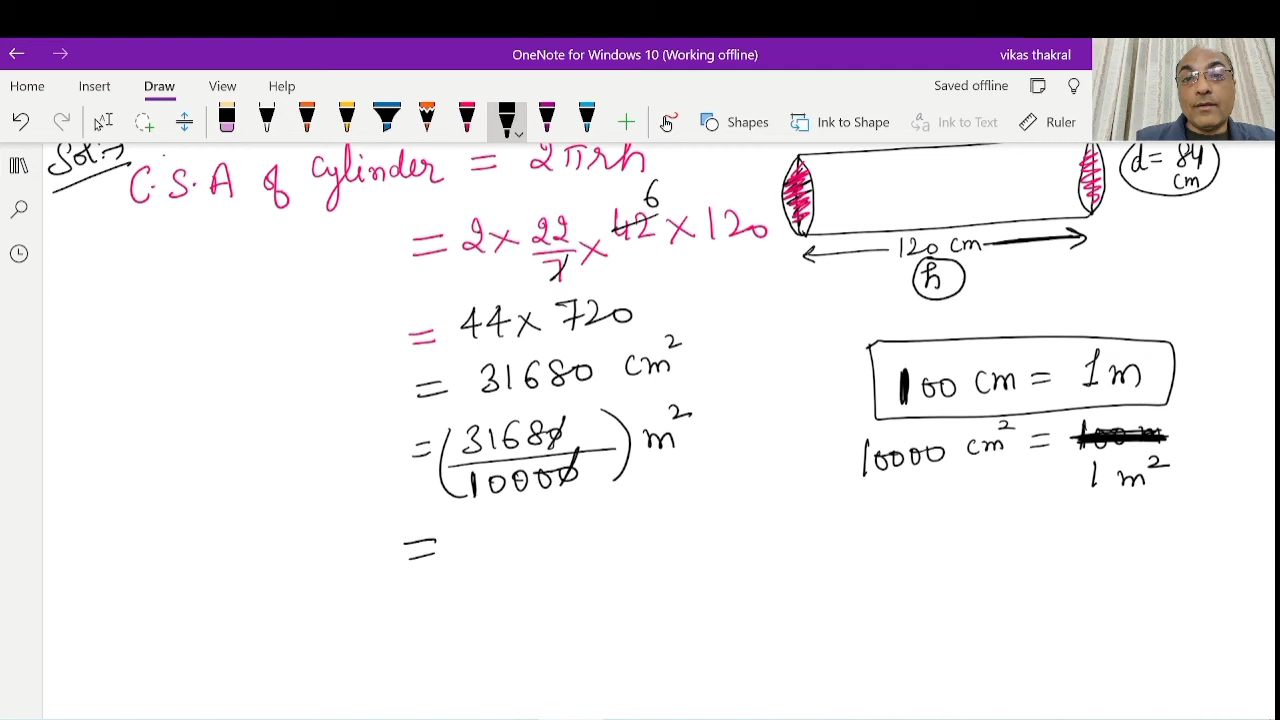 OneNote for Windows 10 (Working offline)
vikas thakral
Home Insert Draw View Help
Saved offline
Shapes Ink to Shape Ink to Text Ruler
Sol:→
C.S.A of Cylinder = 2πrh
d = 84 cm
= 2 × 22/7 × 42 × 120
6
120 cm
h
= 44 × 720
= 31680 cm²
100 cm = 1m
= (31680/10000) m²
10000 cm² = 100 m
1 m²
=